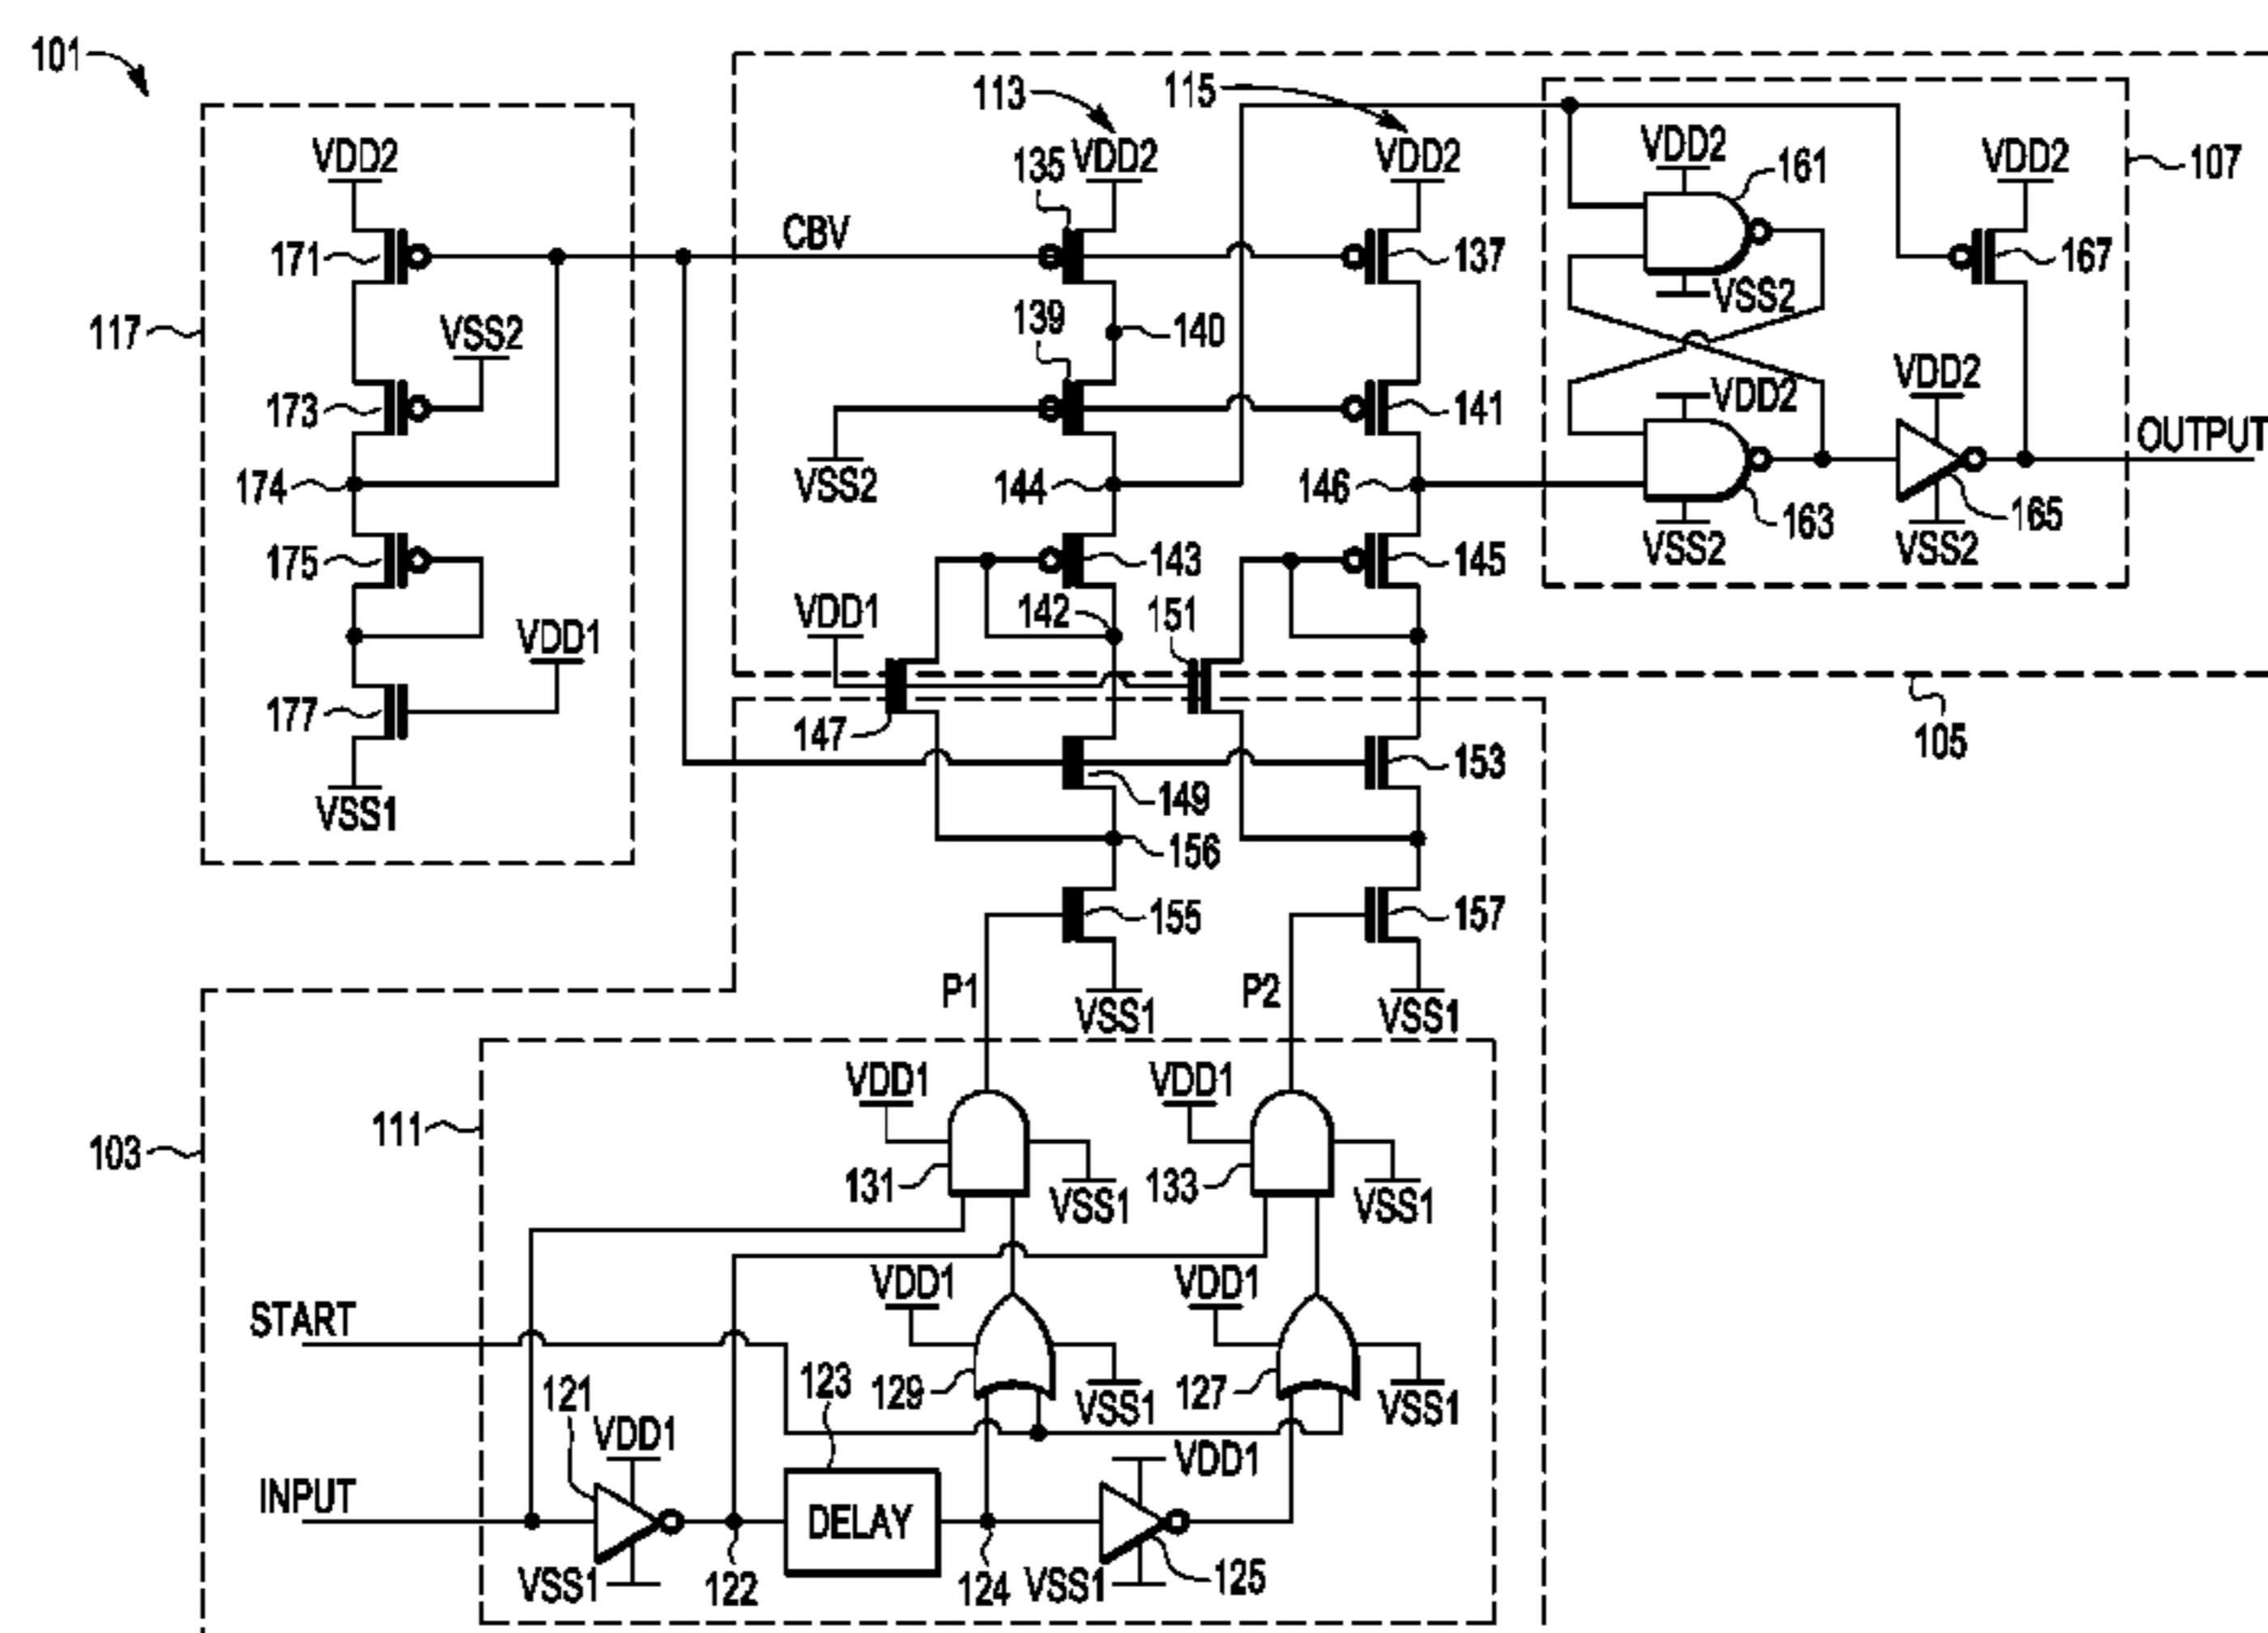 101
113
115
VDD2
135
VDD2
VDD2
VDD2
161
VDD2
107
171
CBV
137
167
VSS2
117
VSS2
139
140
173
VDD2
VDD2
141
OUTPUT
174
VSS2
144
146
163
165
VSS2
VSS2
175
143
145
VDD1
142
151
VDD1
177
147
105
153
149
VSS1
156
155
157
P1
P2
VSS1
VSS1
VDD1
VDD1
111
103
131
133
VSS1
VSS1
VDD1
VDD1
START
123
129
127
121
VSS1
VSS1
VDD1
VDD1
INPUT
DELAY
VSS1
122
124
VSS1
125